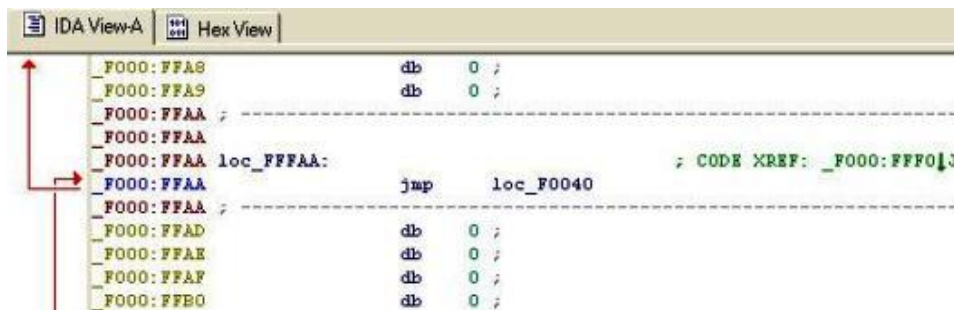 IDA View-A Hex View
_F000:FFA8 db 0 ;
_F000:FFA9 db 0 ;
_F000:FFAA ; ---------------------------------------------------------------
_F000:FFAA
_F000:FFAA loc_FFFAA: ; CODE XREF: _F000:FFF0↓J
_F000:FFAA jmp loc_F0040
_F000:FFAA ; ---------------------------------------------------------------
_F000:FFAD db 0 ;
_F000:FFAE db 0 ;
_F000:FFAF db 0 ;
_F000:FFB0 db 0 ;